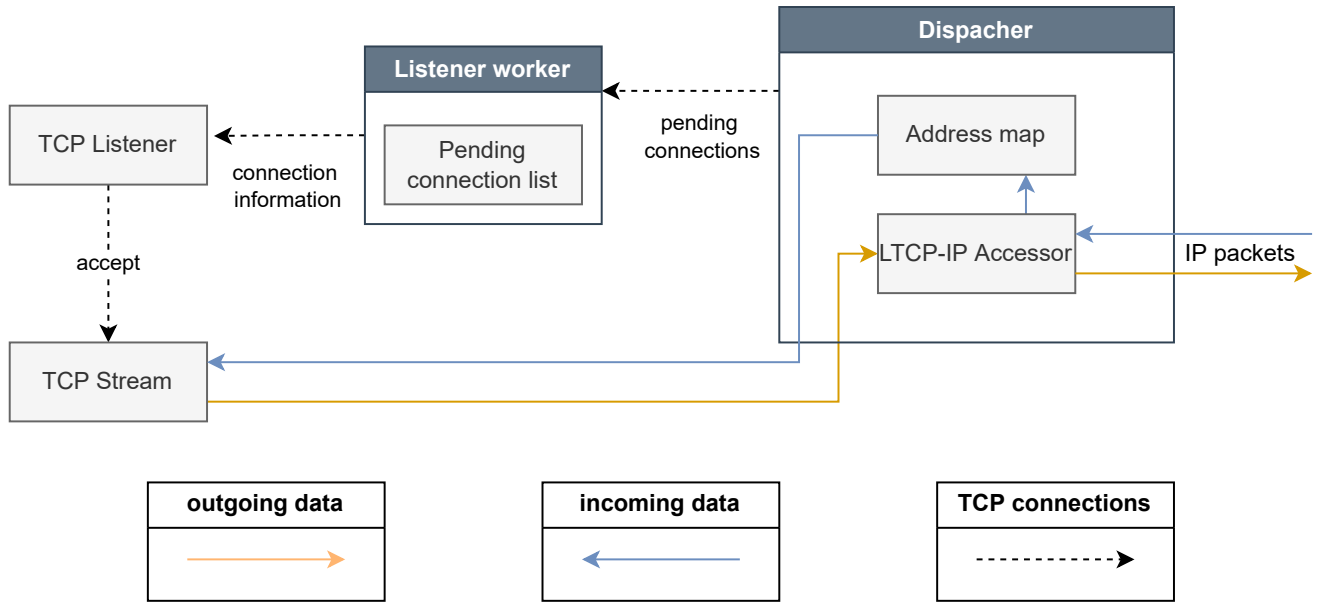 Dispacher
Listener worker
pending
connections
Address map
TCP Listener
Pending
connection list
connection
information
LTCP-IP Accessor
IP packets
accept
TCP Stream
outgoing data
incoming data
TCP connections